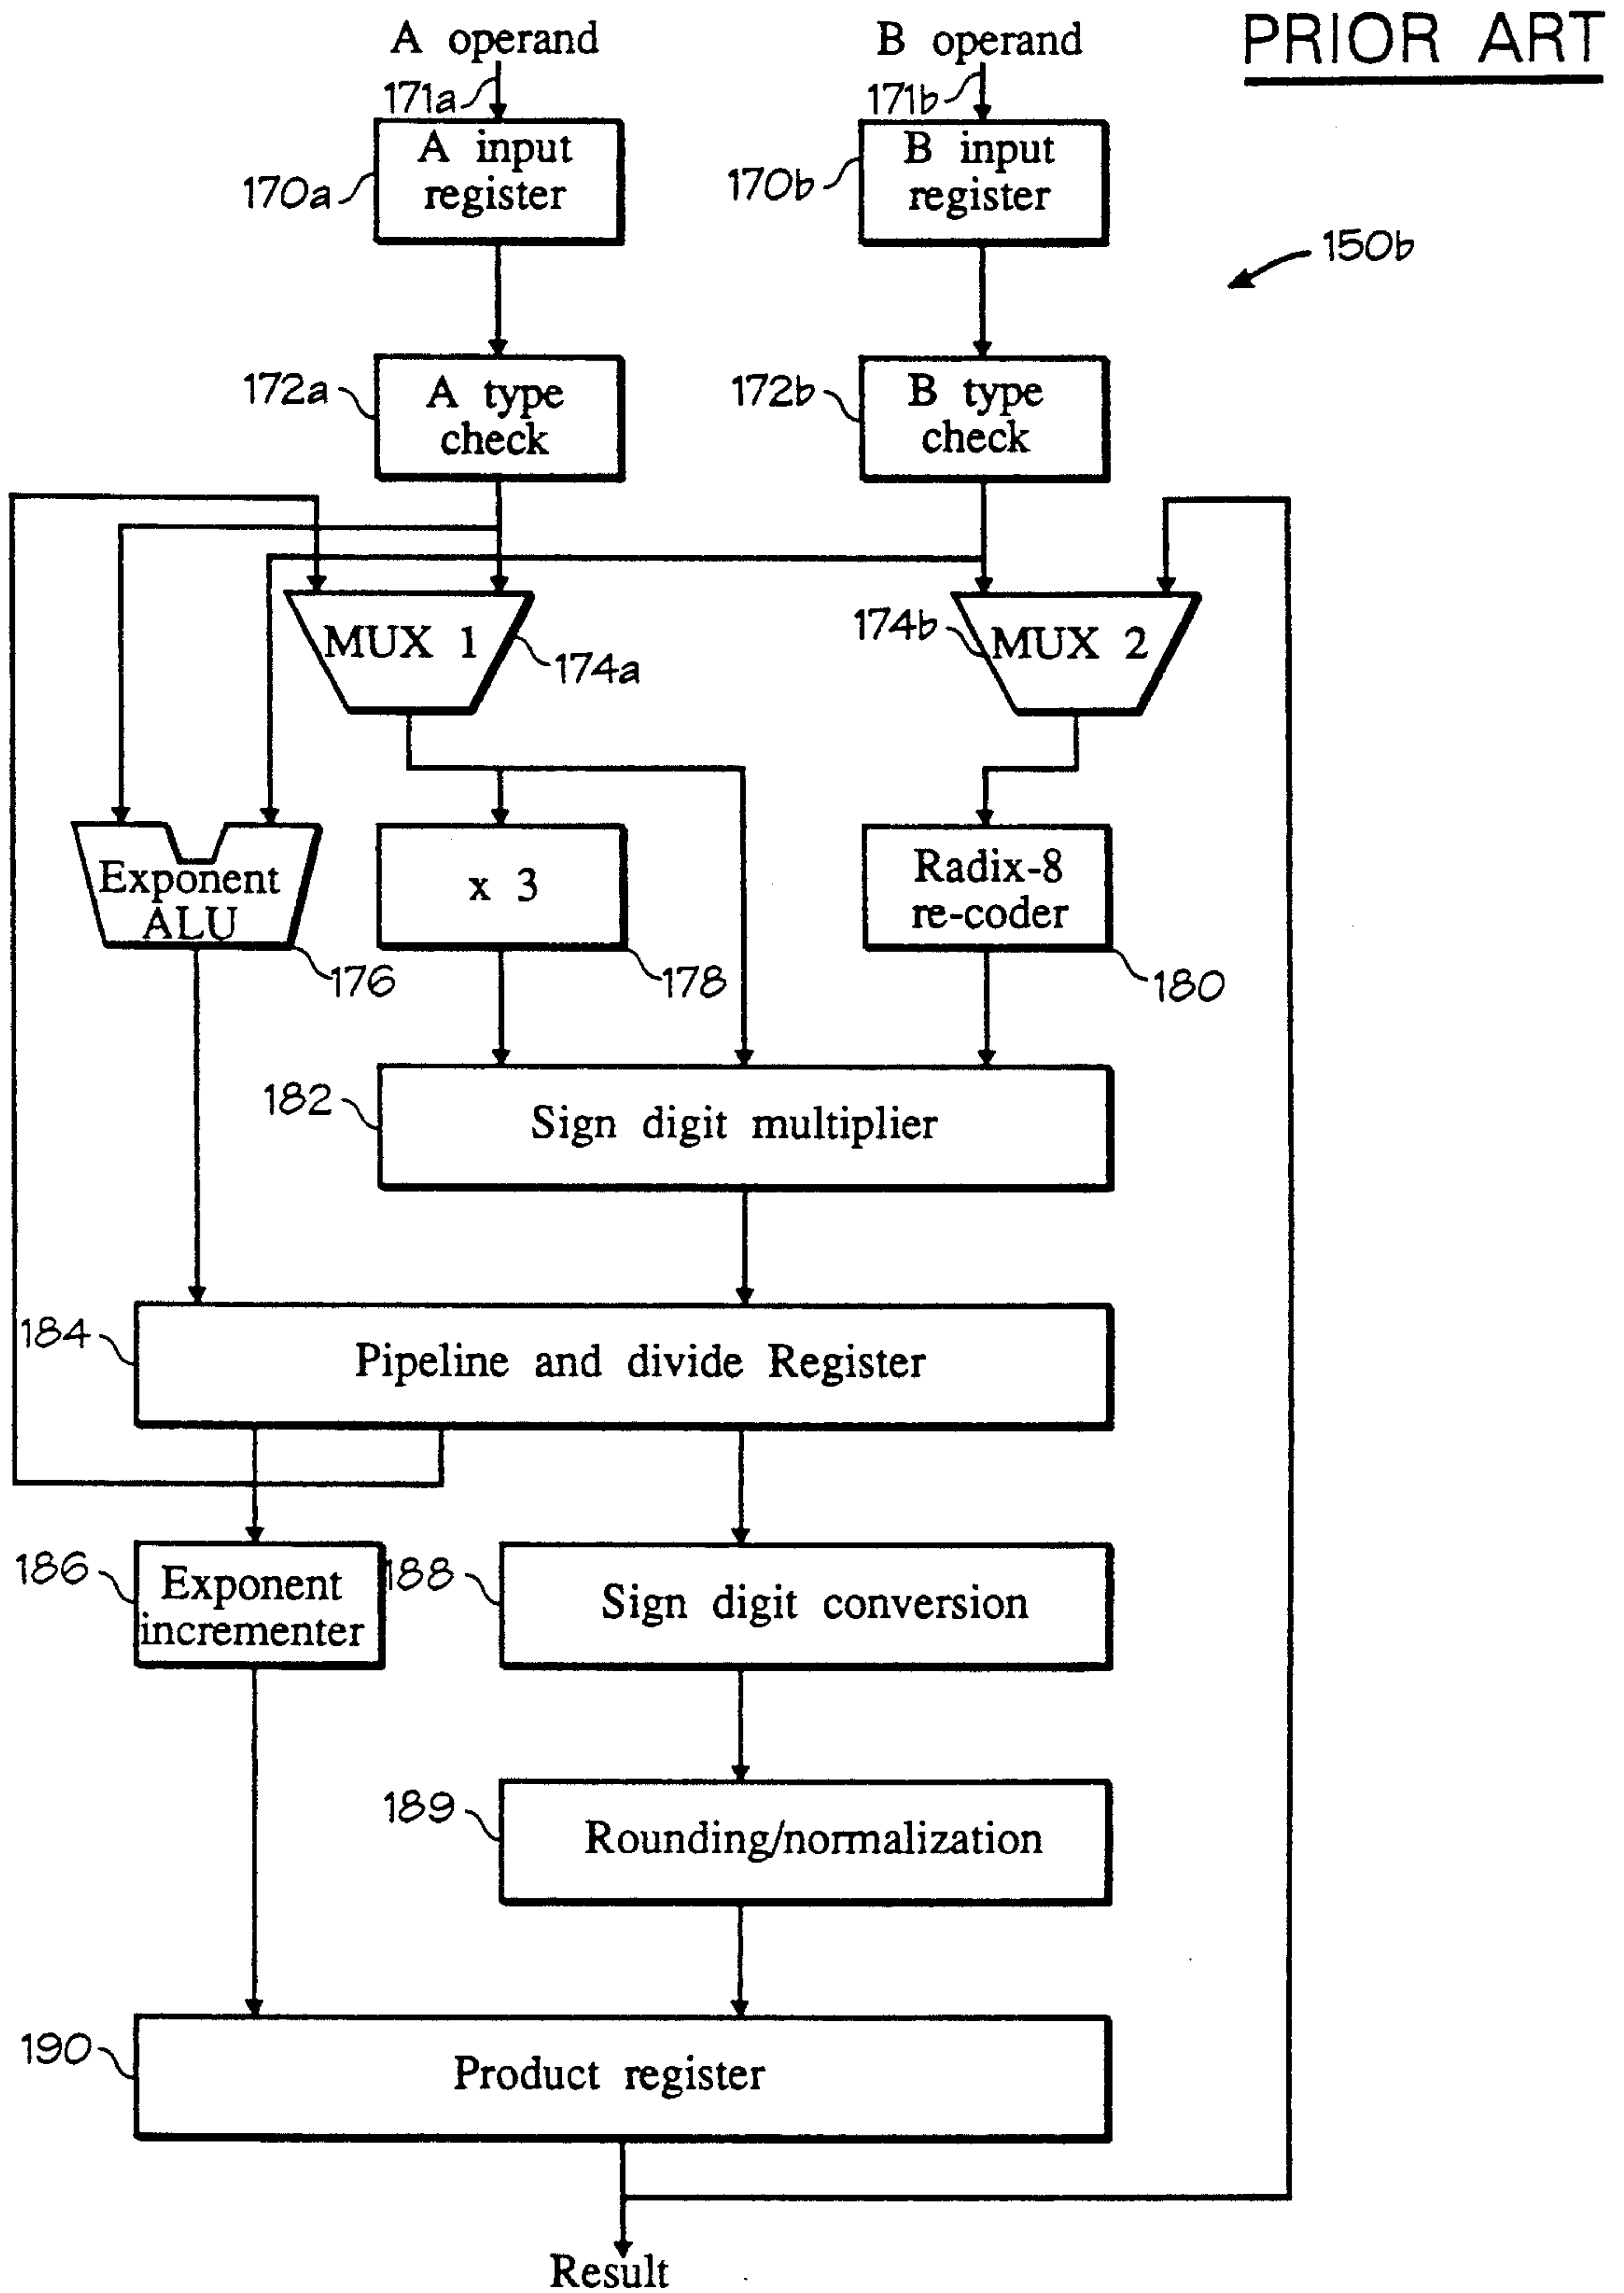 PRIOR ART
A operand
B operand
171a
171b
A input
register
B input
register
170a
170b
150b
172a
A type
check
172b
B type
check
MUX 1
174a
174b
MUX 2
Exponent
ALU
x 3
Radix-8
re-coder
176
178
180
182
Sign digit multiplier
184
Pipeline and divide Register
186
Exponent
incrementer
188
Sign digit conversion
189
Rounding/normalization
190
Product register
Result